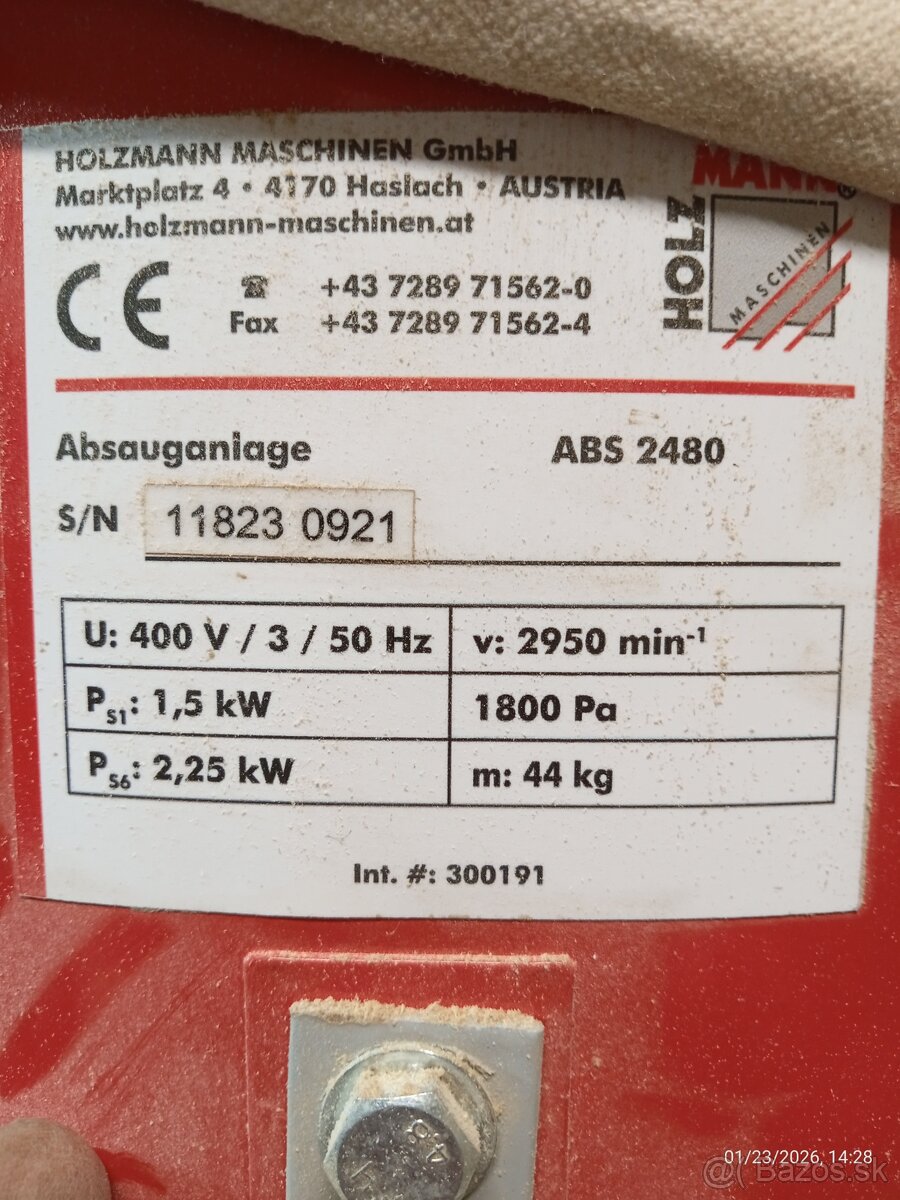 HOLZMANN MASCHINEN GmbH
Marktplatz 4 • 4170 Haslach • AUSTRIA
www.holzmann-maschinen.at
CE
☎ +43 7289 71562-0
Fax +43 7289 71562-4
HOLZ
MANN®
MASCHINEN
Absauganlage ABS 2480
S/N 11823 0921
U: 400 V / 3 / 50 Hz v: 2950 min⁻¹
PS1: 1,5 kW 1800 Pa
PS6: 2,25 kW m: 44 kg
Int. #: 300191
01/23/2026, 14:28
@ Bazos.sk